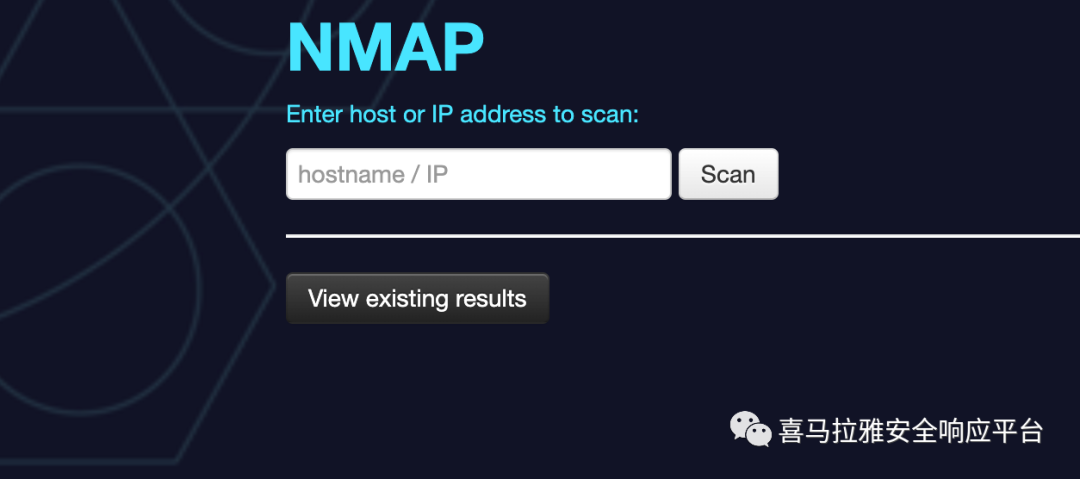 NMAP
Enter host or IP address to scan:
hostname / IP
Scan
View existing results
喜马拉雅安全响应平台